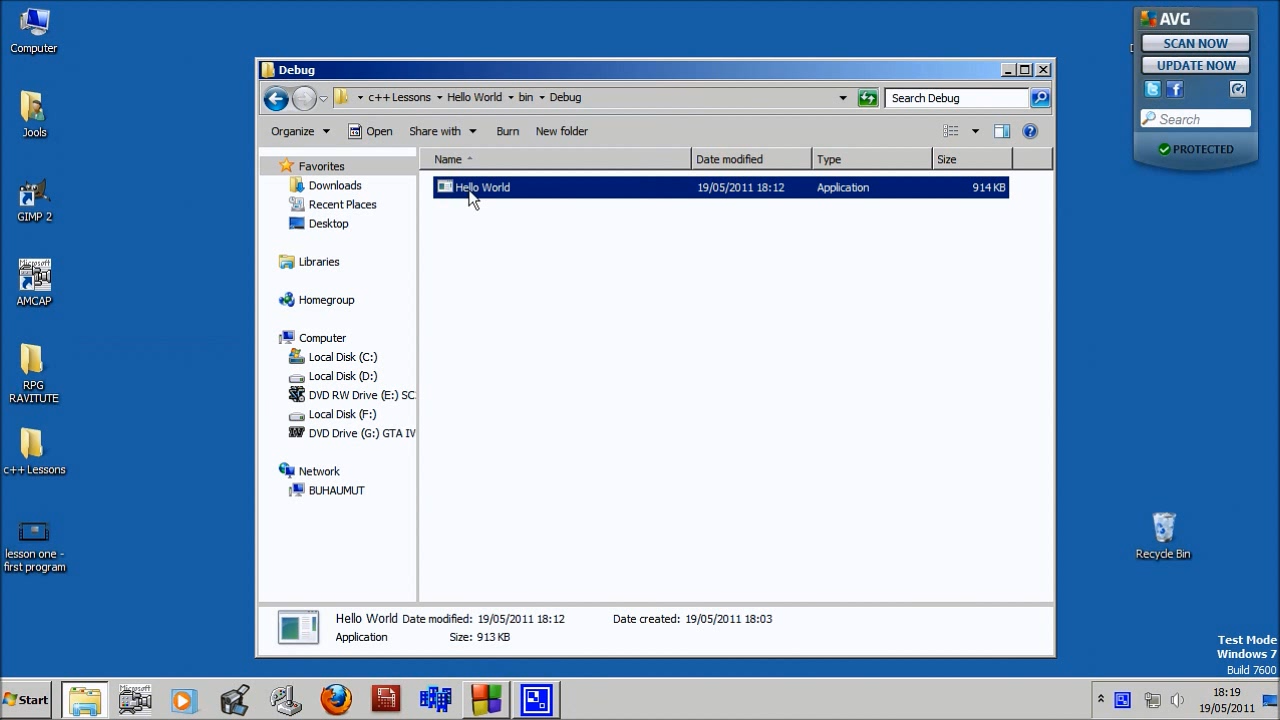 Computer
Jools
GIMP 2
Microsoft
AMCAP
RPG
RAVITUTE
c++ Lessons
lesson one -
first program
Debug
c++ Lessons Hello World bin Debug
Search Debug
Organize Open Share with Burn New folder
Name Date modified Type Size
Hello World 19/05/2011 18:12 Application 914 KB
Favorites
Downloads
Recent Places
Desktop
Libraries
Homegroup
Computer
Local Disk (C:)
Local Disk (D:)
DVD RW Drive (E:) SC
Local Disk (F:)
DVD Drive (G:) GTA IV
Network
BUHAUMUT
Hello World Date modified: 19/05/2011 18:12 Date created: 19/05/2011 18:03
Application Size: 913 KB
AVG
SCAN NOW
UPDATE NOW
Search
PROTECTED
Recycle Bin
Test Mode
Windows 7
Build 7600
Start
18:19
19/05/2011